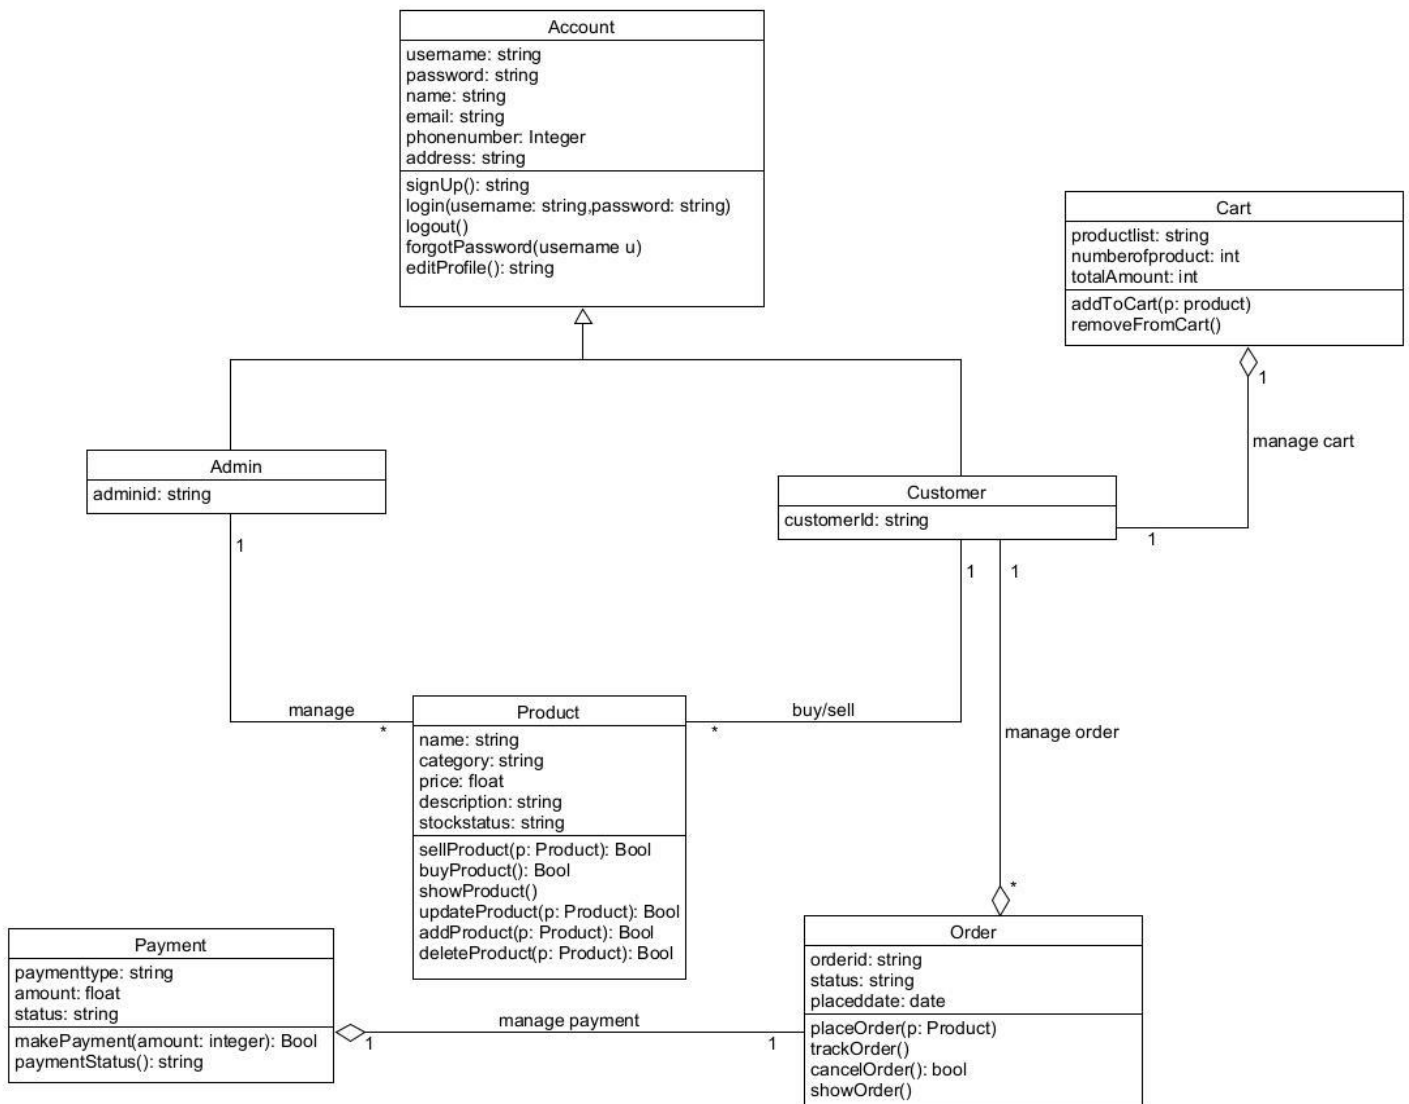 Account
username: string
password: string
name: string
email: string
phonenumber: Integer
address: string
signUp(): string
login(username: string,password: string)
logout()
forgotPassword(username u)
editProfile(): string
Cart
productlist: string
numberofproduct: int
totalAmount: int
addToCart(p: product)
removeFromCart()
1
manage cart
Admin
adminid: string
1
Customer
customerId: string
1
1
1
manage
*
Product
name: string
category: string
price: float
description: string
stockstatus: string
sellProduct(p: Product): Bool
buyProduct(): Bool
showProduct()
updateProduct(p: Product): Bool
addProduct(p: Product): Bool
deleteProduct(p: Product): Bool
buy/sell
*
manage order
*
Payment
paymenttype: string
amount: float
status: string
makePayment(amount: integer): Bool
paymentStatus(): string
1
manage payment
1
Order
orderid: string
status: string
placeddate: date
placeOrder(p: Product)
trackOrder()
cancelOrder(): bool
showOrder()